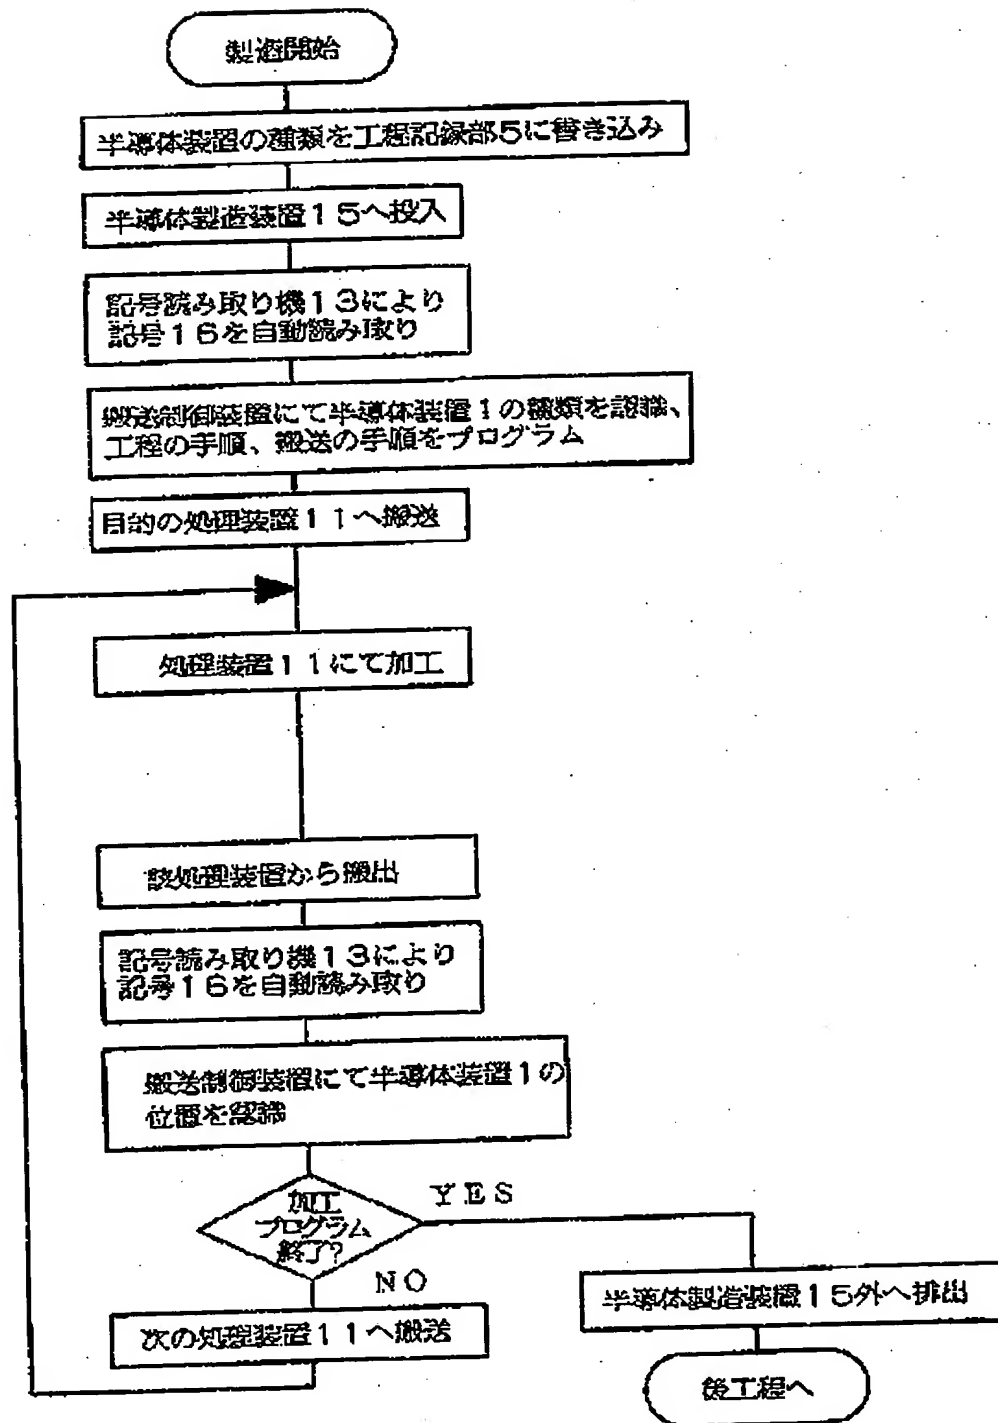 製造開始
半導体装置の種類を工程記録部5に書き込み
半導体製造装置15へ投入
記号読み取り機13により
記号16を自動読み取り
搬送制御装置にて半導体装置1の種類を認識、
工程の手順、搬送の手順をプログラム
目的の処理装置11へ搬送
処理装置11にて加工
該処理装置から搬出
記号読み取り機13により
記号16を自動読み取り
搬送制御装置にて半導体装置1の
位置を認識
加工
プログラム
終了?
YES
NO
半導体製造装置15外へ排出
次の処理装置11へ搬送
後工程へ